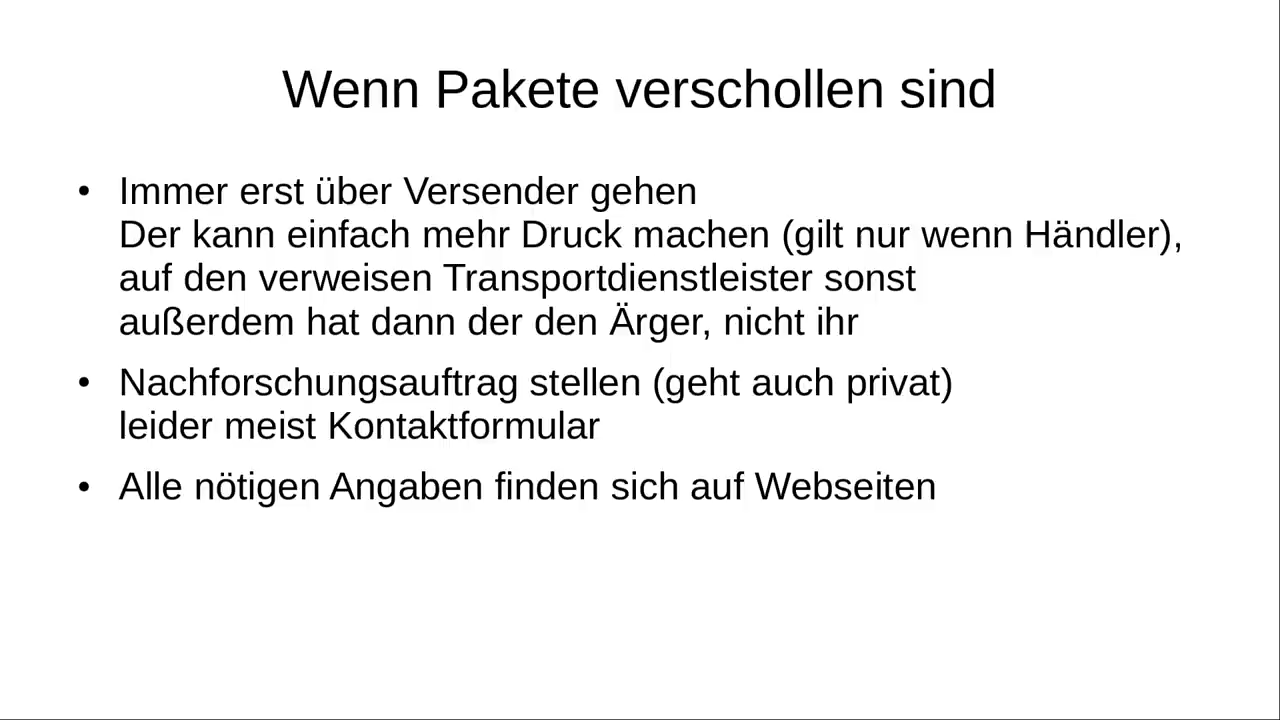 Wenn Pakete verschollen sind
• Immer erst über Versender gehen
Der kann einfach mehr Druck machen (gilt nur wenn Händler),
auf den verweisen Transportdienstleister sonst
außerdem hat dann der den Ärger, nicht ihr
• Nachforschungsauftrag stellen (geht auch privat)
leider meist Kontaktformular
• Alle nötigen Angaben finden sich auf Webseiten